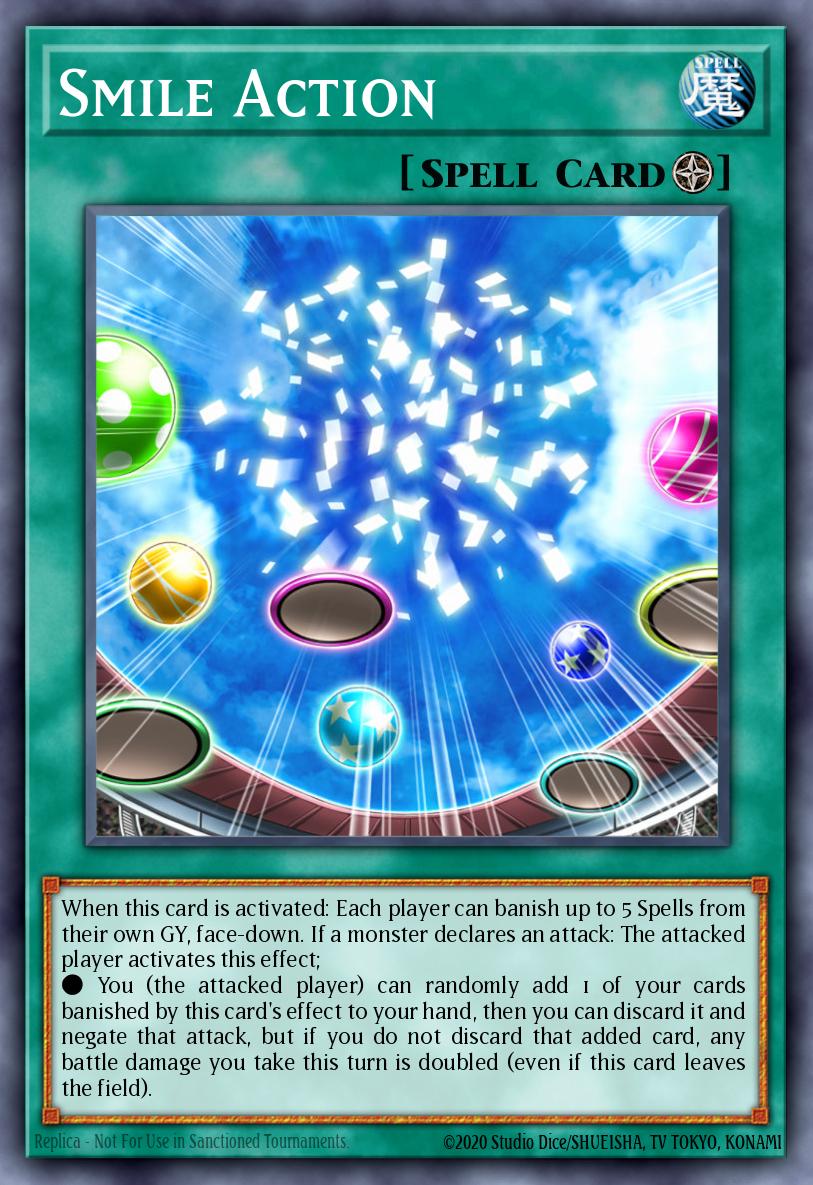 SMILE ACTION
SPELL
魔
[SPELL CARD]
When this card is activated: Each player can banish up to 5 Spells from
their own GY, face-down. If a monster declares an attack: The attacked
player activates this effect;
● You (the attacked player) can randomly add 1 of your cards
banished by this card's effect to your hand, then you can discard it and
negate that attack, but if you do not discard that added card, any
battle damage you take this turn is doubled (even if this card leaves
the field).
Replica - Not For Use in Sanctioned Tournaments.
©2020 Studio Dice/SHUEISHA, TV TOKYO, KONAMI